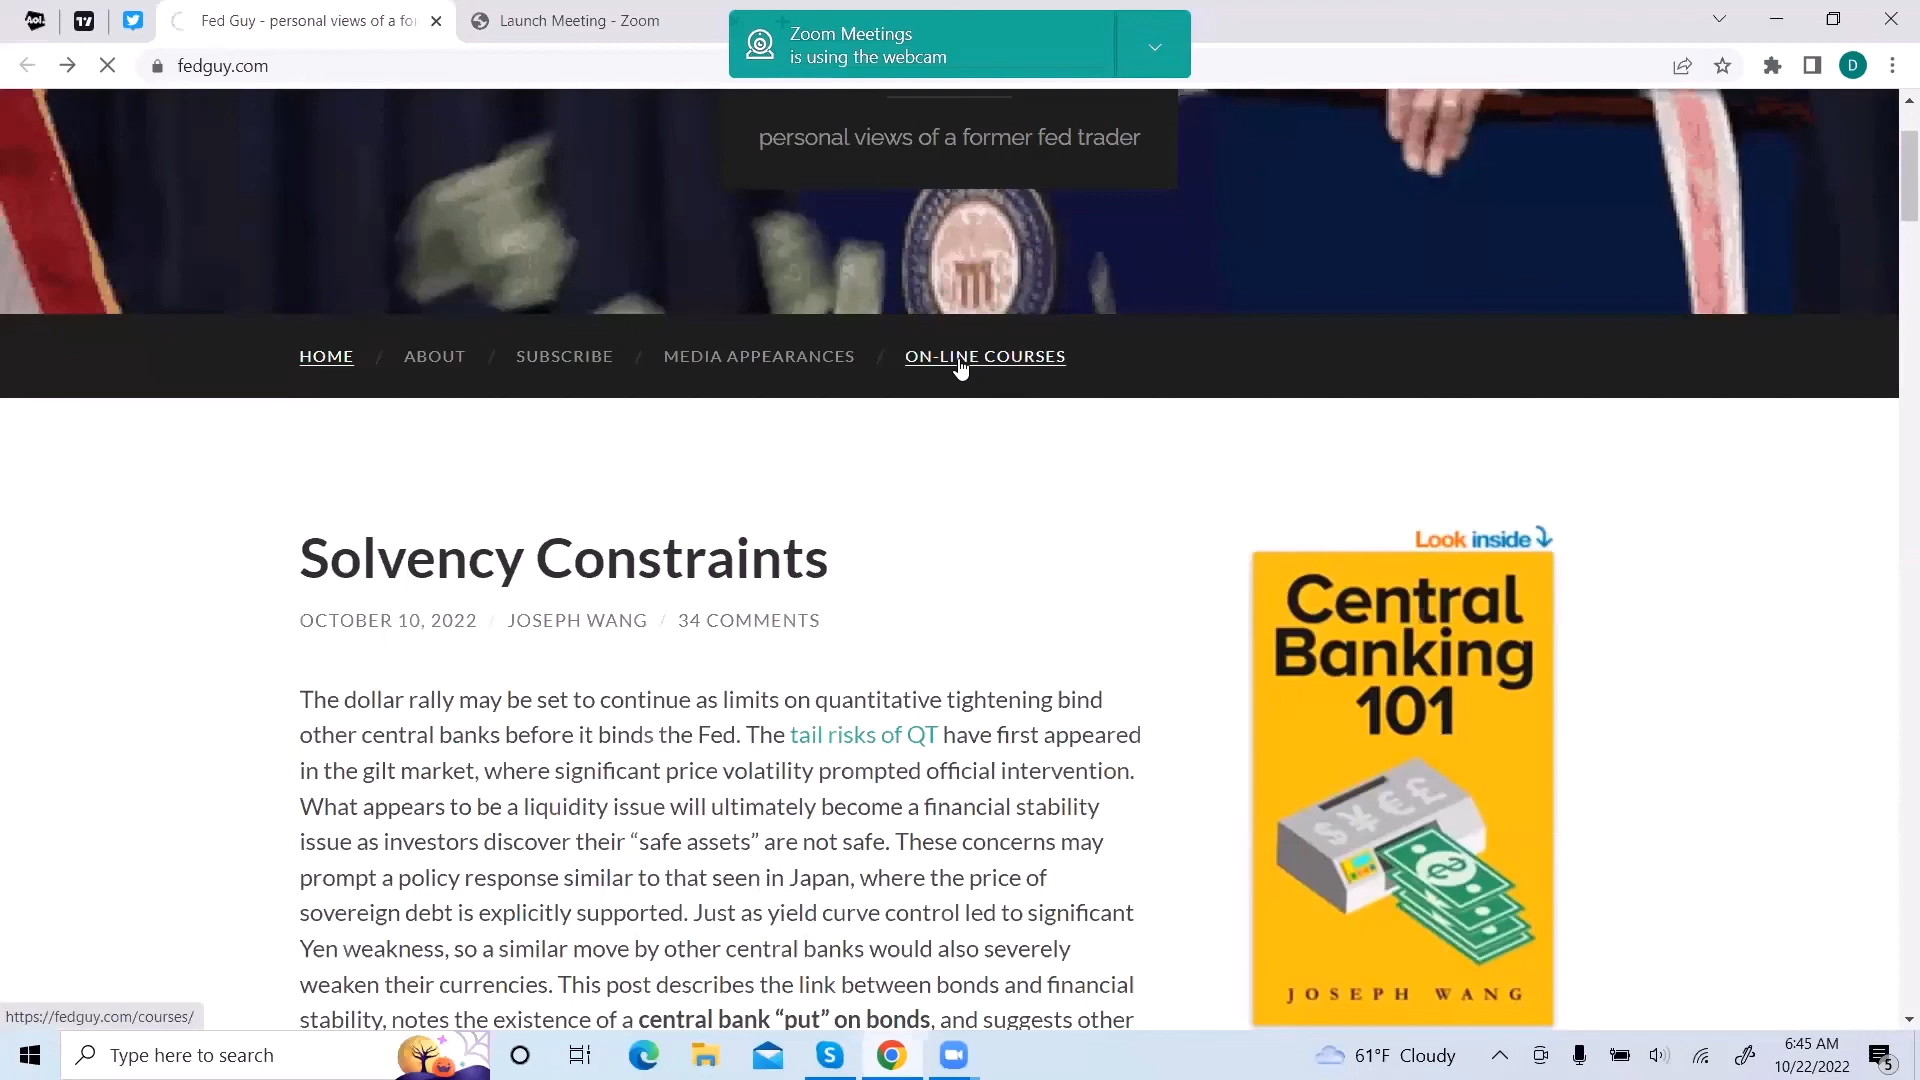 Aol.
Fed Guy - personal views of a fo
Launch Meeting - Zoom
Zoom Meetings
is using the webcam
fedguy.com
D
personal views of a former fed trader
HOME / ABOUT / SUBSCRIBE / MEDIA APPEARANCES / ON-LINE COURSES
Solvency Constraints
OCTOBER 10, 2022 / JOSEPH WANG / 34 COMMENTS
The dollar rally may be set to continue as limits on quantitative tightening bind
other central banks before it binds the Fed. The tail risks of QT have first appeared
in the gilt market, where significant price volatility prompted official intervention.
What appears to be a liquidity issue will ultimately become a financial stability
issue as investors discover their “safe assets” are not safe. These concerns may
prompt a policy response similar to that seen in Japan, where the price of
sovereign debt is explicitly supported. Just as yield curve control led to significant
Yen weakness, so a similar move by other central banks would also severely
weaken their currencies. This post describes the link between bonds and financial
stability, notes the existence of a central bank “put” on bonds, and suggests other
Look inside
Central
Banking
101
$¥€£
JOSEPH WANG
https://fedguy.com/courses/
Type here to search
61°F Cloudy
6:45 AM
10/22/2022
5